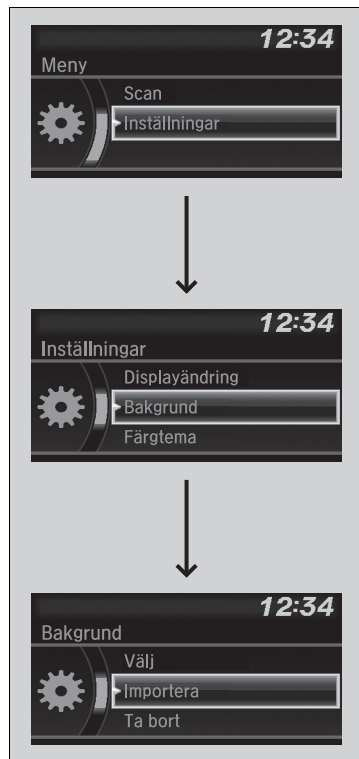 12:34
Meny
Scan
Inställningar
12:34
Inställningar
Displayändring
Bakgrund
Färgtema
12:34
Bakgrund
Välj
Importera
Ta bort